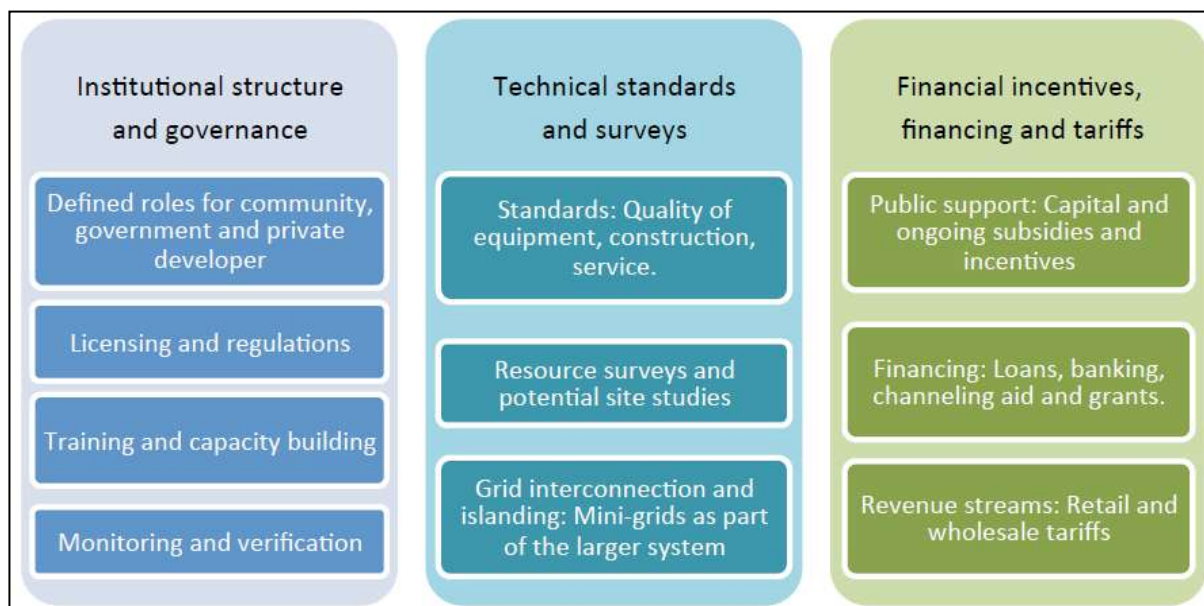 Institutional structure
and governance
Defined roles for community,
government and private
developer
Licensing and regulations
Training and capacity building
Monitoring and verification
Technical standards
and surveys
Standards: Quality of
equipment, construction,
service.
Resource surveys and
potential site studies
Grid interconnection and
islanding: Mini-grids as part
of the larger system
Financial incentives,
financing and tariffs
Public support: Capital and
ongoing subsidies and
incentives
Financing: Loans, banking,
channeling aid and grants.
Revenue streams: Retail and
wholesale tariffs